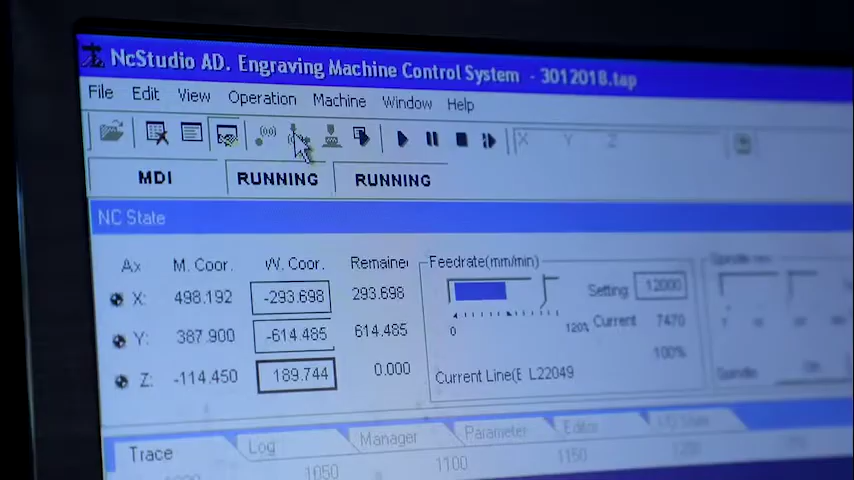 NcStudio AD. Engraving Machine Control System - 3012018.tap
File Edit View Operation Machine Window Help
X Y Z
MDI RUNNING RUNNING
NC State
Ax M. Coor. W. Coor. Remainer Feedrate(mm/min)
X: 498.192 -293.698 293.698 Setting 12000
Y: 387.900 -614.485 614.485 0 120% Current 7470
100%
Z: -114.450 189.744 0.000 Current Line(E L22049
Trace Log Manager Parameter Editor
1050 1100 1150